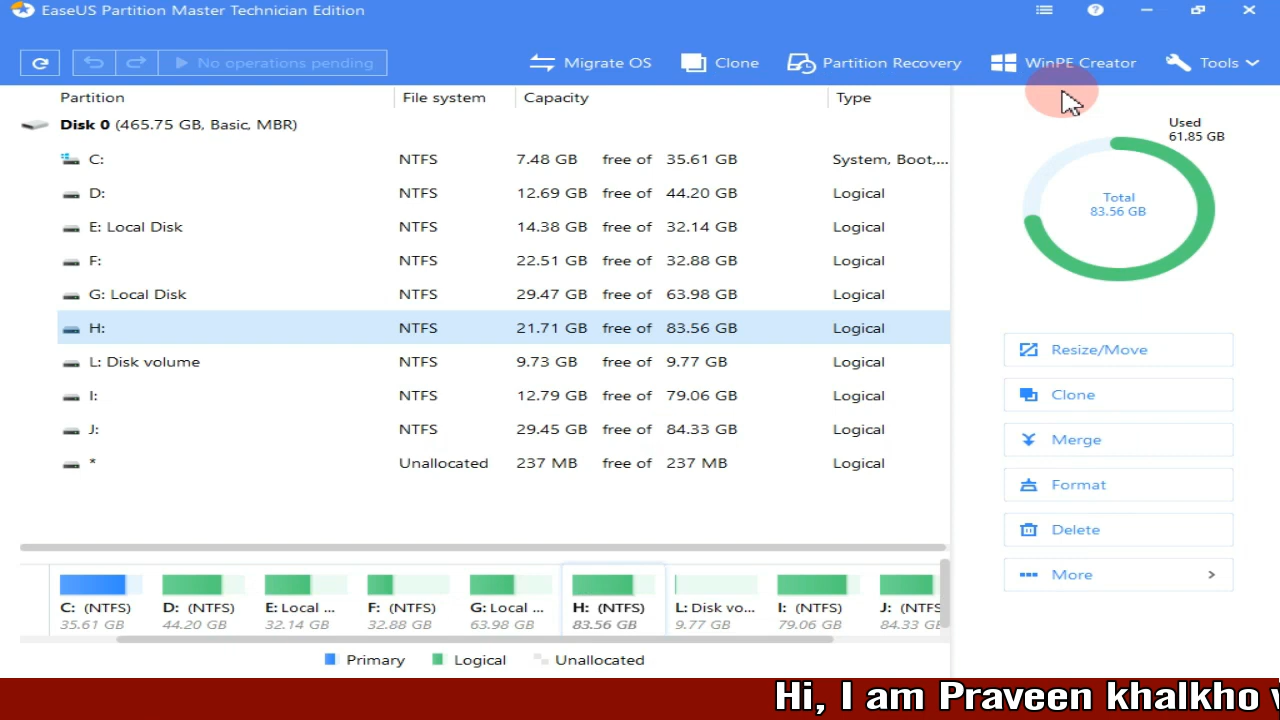 EaseUS Partition Master Technician Edition
No operations pending Migrate OS Clone Partition Recovery WinPE Creator Tools
Partition File system Capacity Type
Disk 0 (465.75 GB, Basic, MBR)
C: NTFS 7.48 GB free of 35.61 GB System, Boot,...
D: NTFS 12.69 GB free of 44.20 GB Logical
E: Local Disk NTFS 14.38 GB free of 32.14 GB Logical
F: NTFS 22.51 GB free of 32.88 GB Logical
G: Local Disk NTFS 29.47 GB free of 63.98 GB Logical
H: NTFS 21.71 GB free of 83.56 GB Logical
L: Disk volume NTFS 9.73 GB free of 9.77 GB Logical
I: NTFS 12.79 GB free of 79.06 GB Logical
J: NTFS 29.45 GB free of 84.33 GB Logical
* Unallocated 237 MB free of 237 MB Logical
Used
61.85 GB
Total
83.56 GB
Resize/Move
Clone
Merge
Format
Delete
More
C: (NTFS) D: (NTFS) E: Local ... F: (NTFS) G: Local ... H: (NTFS) L: Disk vo... I: (NTFS) J: (NTFS
35.61 GB 44.20 GB 32.14 GB 32.88 GB 63.98 GB 83.56 GB 9.77 GB 79.06 GB 84.33 GB
Primary Logical Unallocated
Hi, I am Praveen khalkho